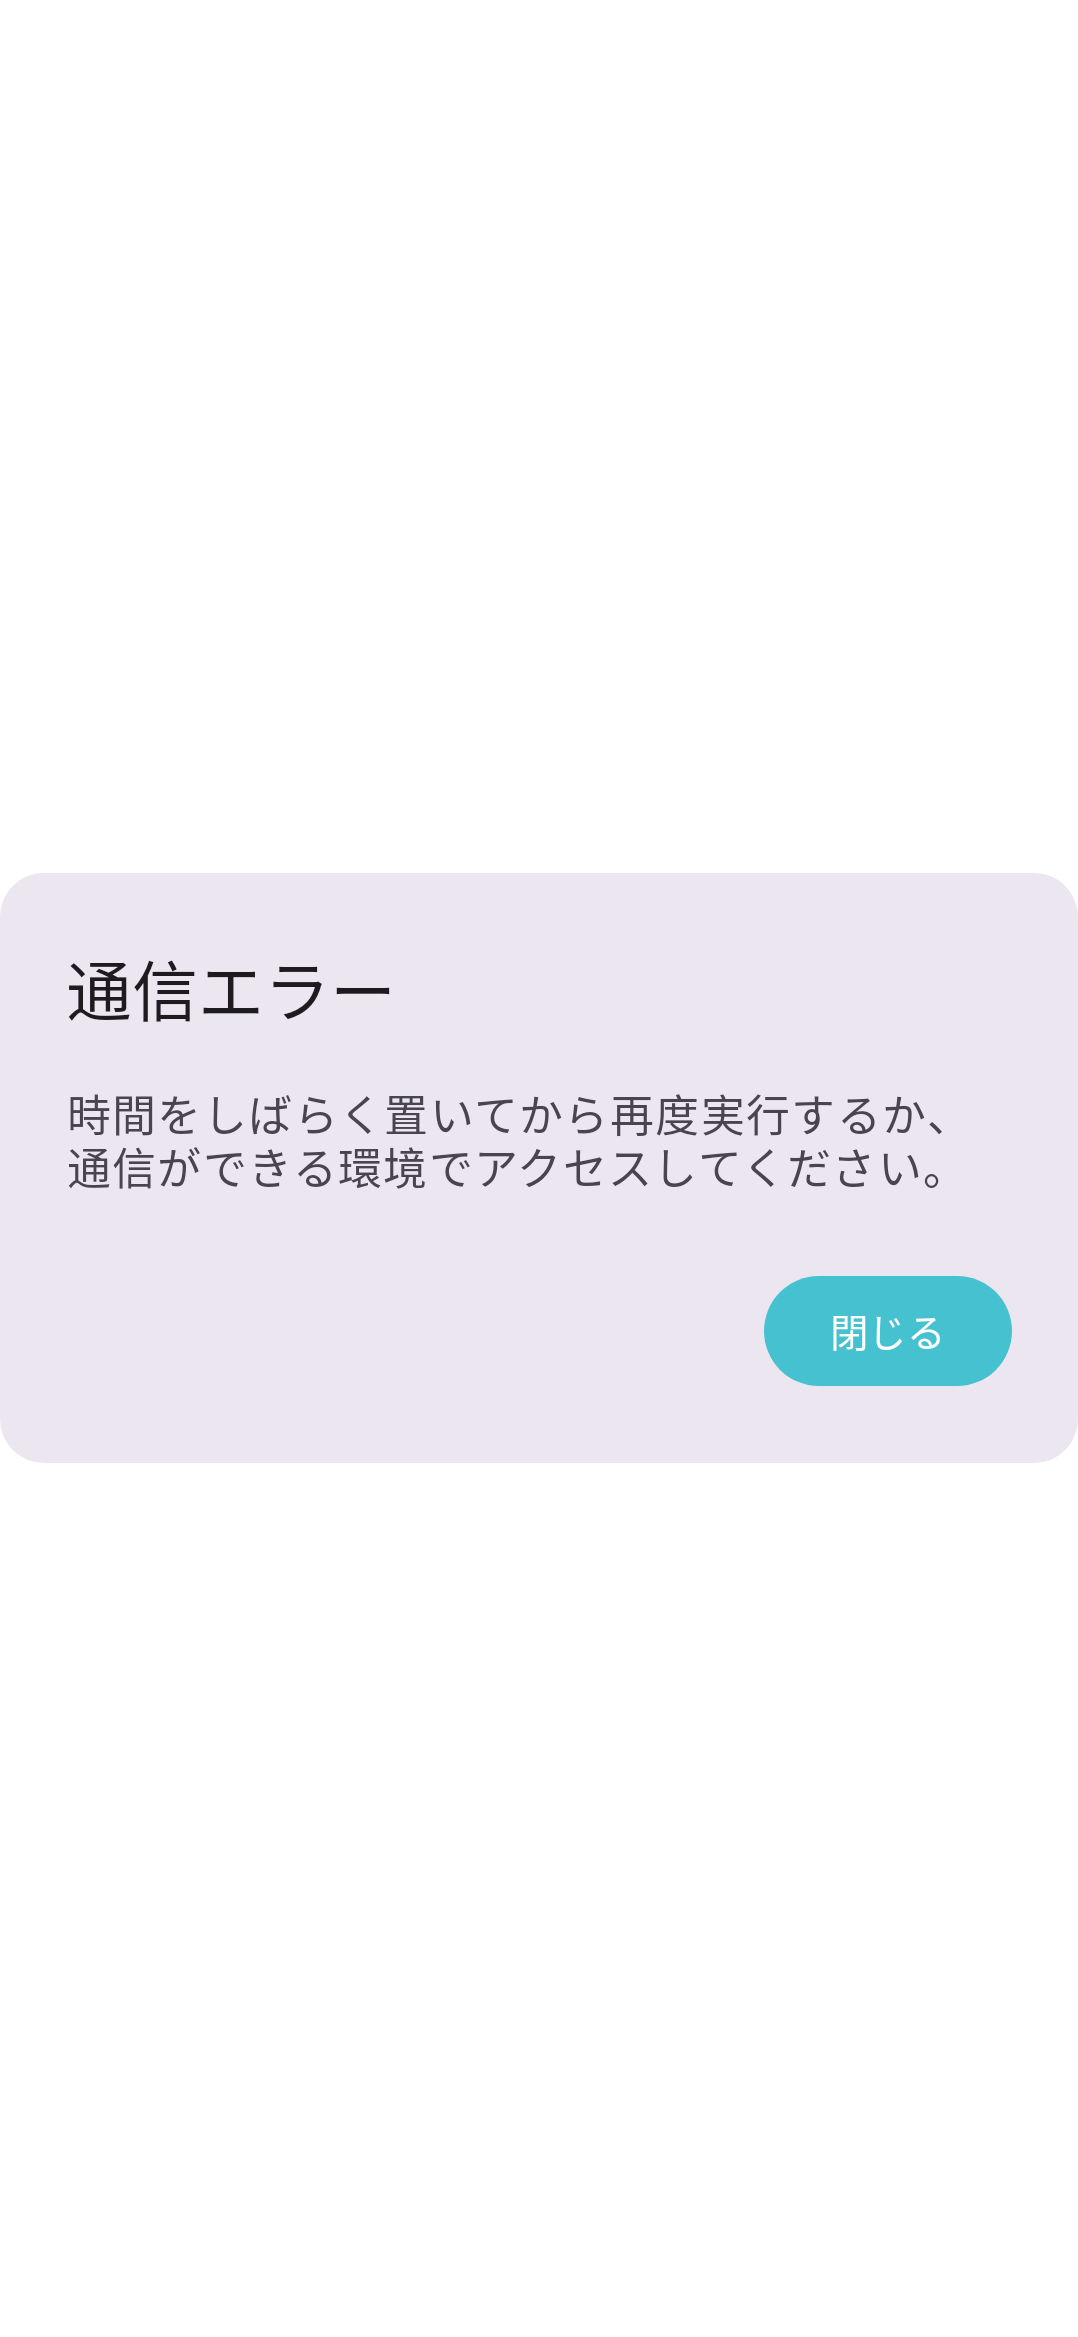 通信エラー
時間をしばらく置いてから再度実行するか、
通信ができる環境でアクセスしてください。
閉じる